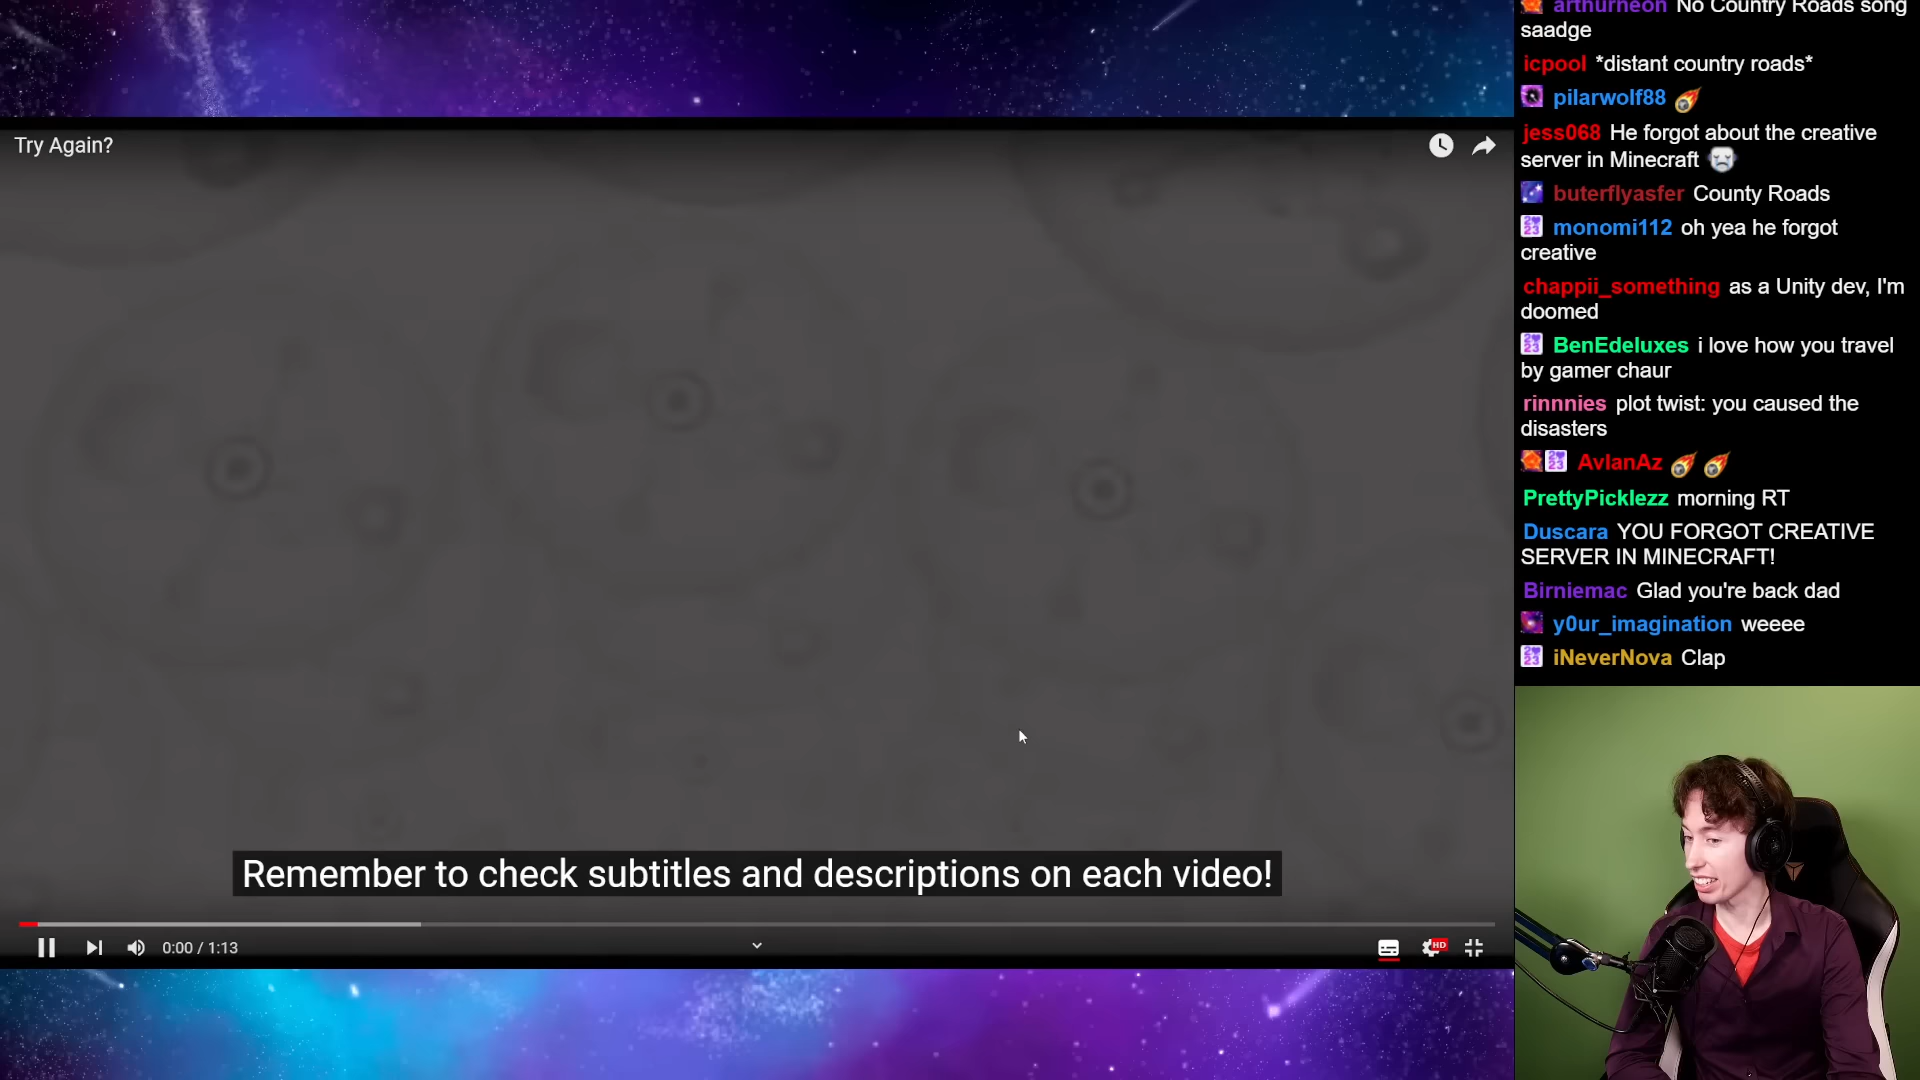 Try Again?
Remember to check subtitles and descriptions on each video!
0:00 / 1:13
HD
arthurneon No Country Roads song
saadge
icpool *distant country roads*
pilarwolf88
jess068 He forgot about the creative
server in Minecraft
buterflyasfer County Roads
monomi112 oh yea he forgot
creative
chappii_something as a Unity dev, I'm
doomed
BenEdeluxes i love how you travel
by gamer chaur
rinnnies plot twist: you caused the
disasters
AvlanAz
PrettyPicklezz morning RT
Duscara YOU FORGOT CREATIVE
SERVER IN MINECRAFT!
Birniemac Glad you're back dad
y0ur_imagination weeee
iNeverNova Clap